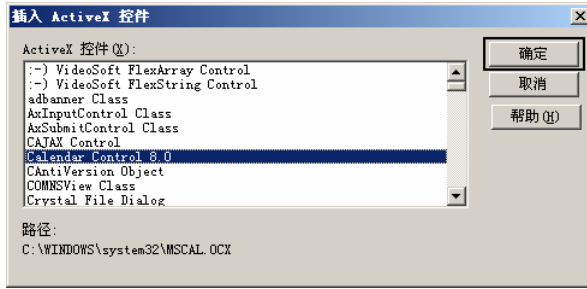 插入 ActiveX 控件
ActiveX 控件(X):
:-) VideoSoft FlexArray Control
:-) VideoSoft FlexString Control
adbanner Class
AxInputControl Class
AxSubmitControl Class
CAJAX Control
Calendar Control 8.0
CAntiVersion Object
COMNSView Class
Crystal File Dialog
确定
取消
帮助(H)
路径:
C:\WINDOWS\system32\MSCAL.OCX